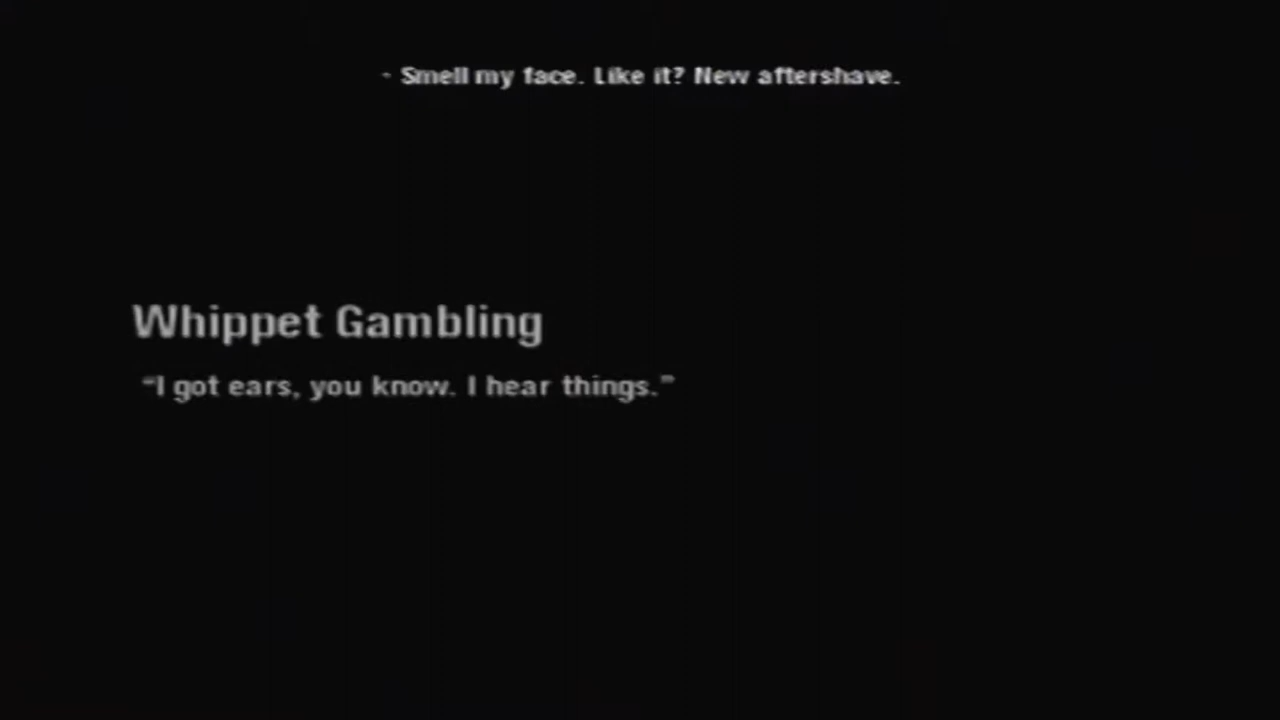 - Smell my face. Like it? New aftershave.
Whippet Gambling
"I got ears, you know. I hear things."